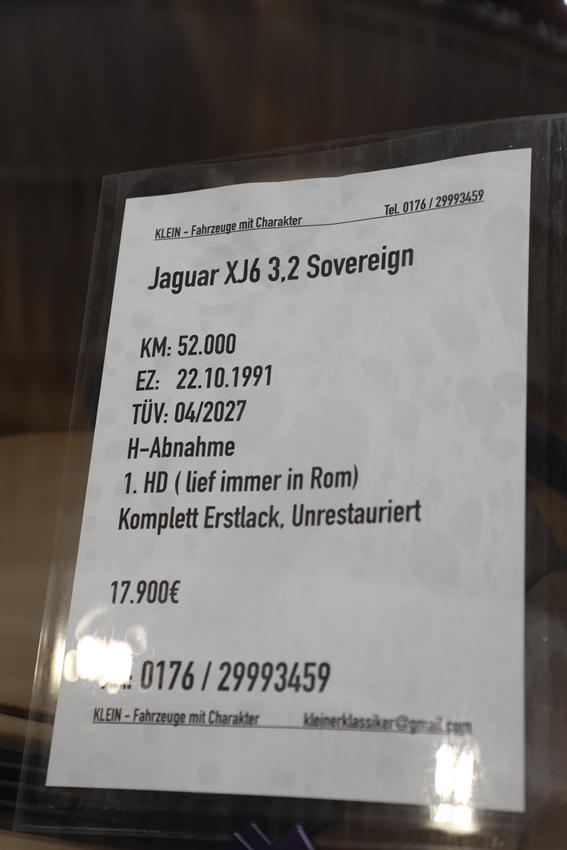 KLEIN - Fahrzeuge mit Charakter Tel. 0176 / 29993459
Jaguar XJ6 3,2 Sovereign
KM: 52.000
EZ: 22.10.1991
TÜV: 04/2027
H-Abnahme
1. HD ( lief immer in Rom)
Komplett Erstlack, Unrestauriert
17.900€
0176 / 29993459
KLEIN - Fahrzeuge mit Charakter kleinerklassiker@gmail.com